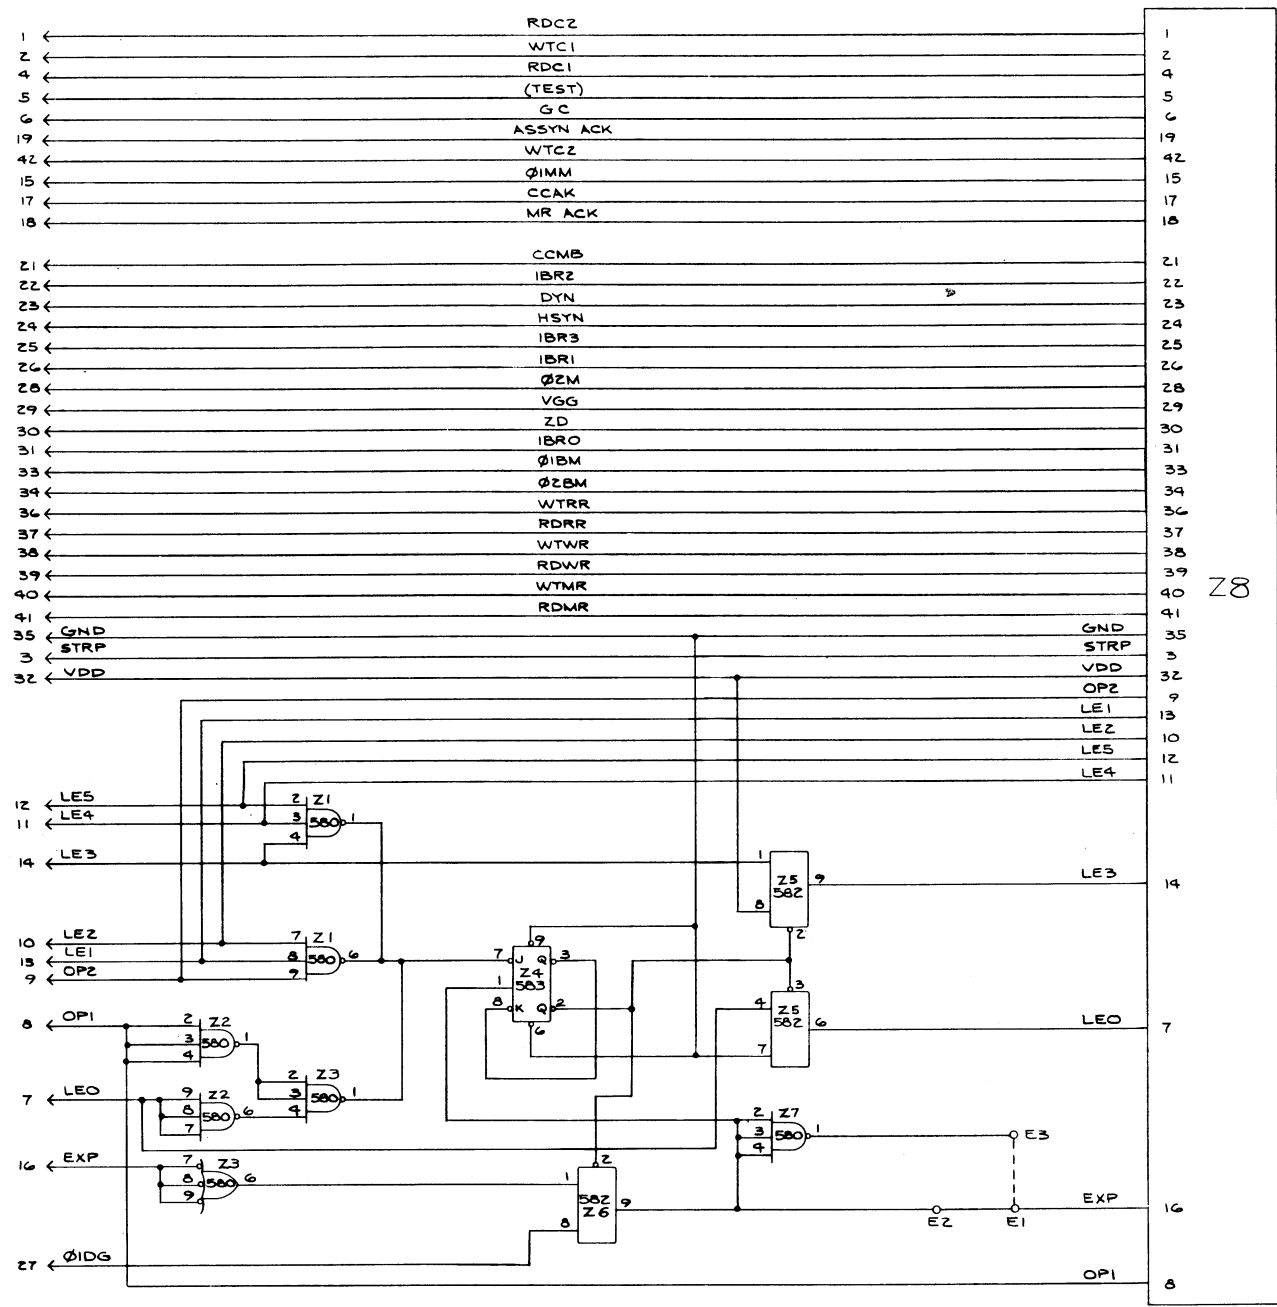 RDC2
1 1
WTC1
2 2
RDC1
4 4
(TEST)
5 5
GC
6 6
ASSYN ACK
19 19
WTC2
42 42
Ø1MM
15 15
CCAK
17 17
MR ACK
18 18
CCMB
21 21
IBR2
22 22
DYN
23 23
HSYN
24 24
IBR3
25 25
IBR1
26 26
Ø2M
28 28
VGG
29 29
ZD
30 30
IBR0
31 31
Ø1BM
33 33
Ø2BM
34 34
WTRR
36 36
RDRR
37 37
WTWR
38 38
RDWR
39 39
WTMR
40 40
Z8
RDMR
41 41
35 GND GND 35
3 STRP STRP 3
32 VDD VDD 32
OP2 9
LE1 13
LE2 10
LE5 12
LE4 11
12 LE5 2 Z1
11 LE4 3 580 1
4
14 LE3 1
Z5 582 9 LE3 14
8
2
10 LE2 7 Z1
13 LE1 8 580 6
9 OP2 9
9
7 J Q 3
1 Z4 583
8 K Q 2
6
3
4 Z5 582 6 LE0 7
7
8 OP1 2 Z2
3 580 1
4
2 Z3
3 580 1
4
7 LE0 9 Z2
8 580 6
7
2 Z7
3 580 1 E3
4
16 EXP 7 Z3
8 580 6
9
2
1 582 Z6 9
8
E2 E1 EXP 16
27 Ø1DG
OP1 8